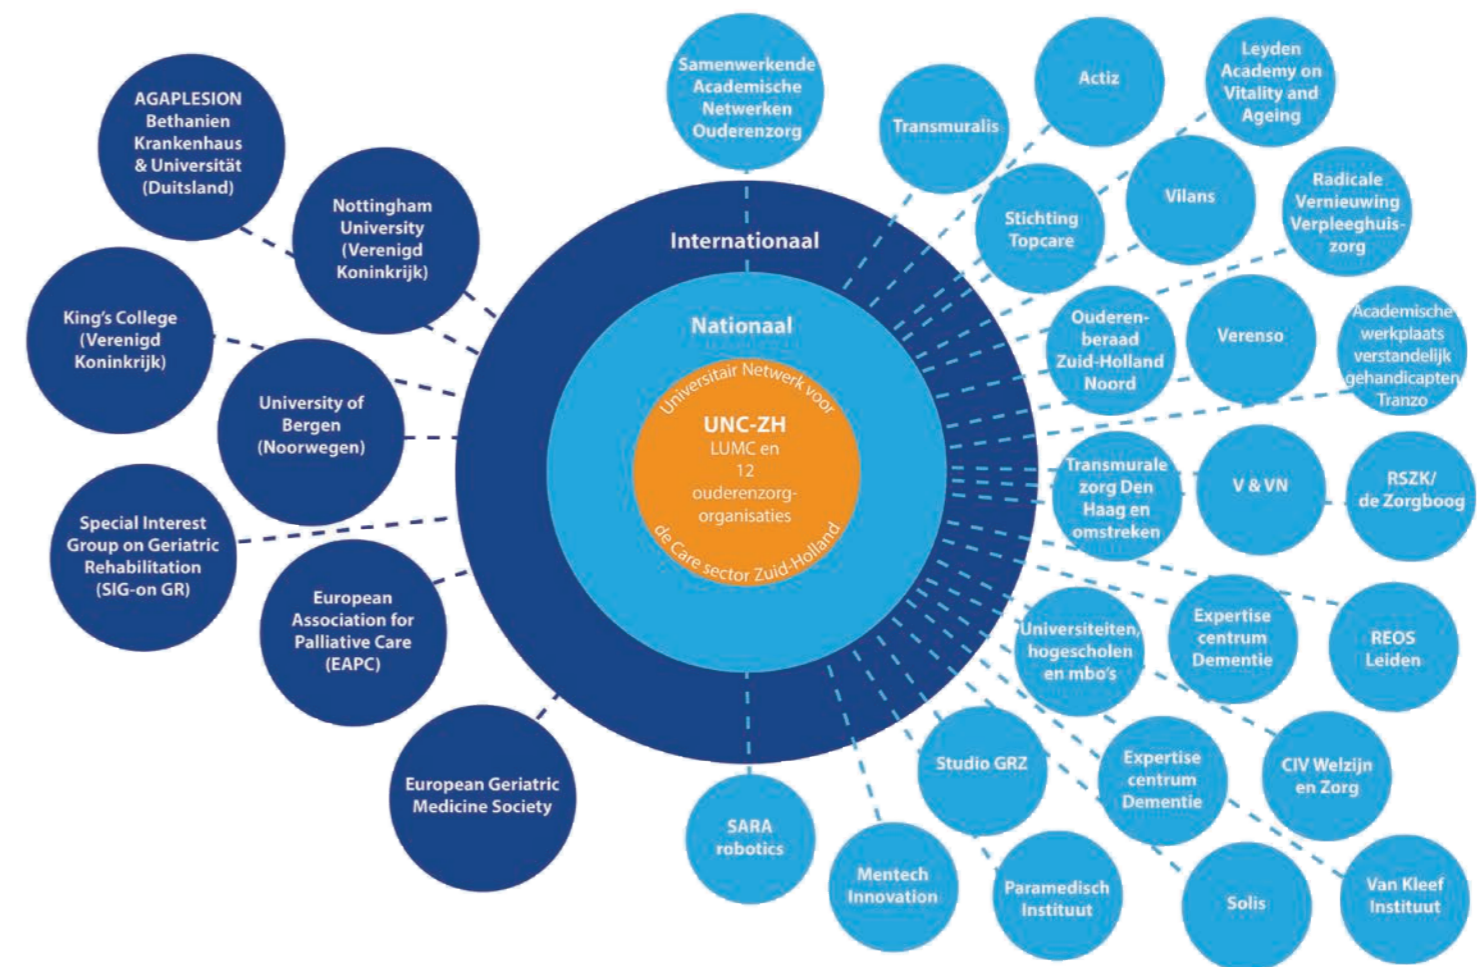 AGAPLESION
Bethanien
Krankenhaus
& Universität
(Duitsland)
Nottingham
University
(Verenigd
Koninkrijk)
King's College
(Verenigd
Koninkrijk)
University of
Bergen
(Noorwegen)
Special Interest
Group on Geriatric
Rehabilitation
(SIG-on GR)
European
Association for
Palliative Care
(EAPC)
European Geriatric
Medicine Society
Internationaal
Nationaal
Universitair Netwerk voor
UNC-ZH
LUMC en
12
ouderenzorg-
organisaties
de Care sector Zuid-Holland
Samenwerkende
Academische
Netwerken
Ouderenzorg
Transmuralis
Actiz
Leyden
Academy on
Vitality and
Ageing
Stichting
Topcare
Vilans
Radicale
Vernieuwing
Verpleeghuis-
zorg
Ouderen-
beraad
Zuid-Holland
Noord
Verenso
Academische
werkplaats
verstandelijk
gehandicapten
Tranzo
Transmurale
zorg Den
Haag en
omstreken
V & VN
RSZK/
de Zorgboog
Universiteiten,
hogescholen
en mbo's
Expertise
centrum
Dementie
REOS
Leiden
Studio GRZ
Expertise
centrum
Dementie
CIV Welzijn
en Zorg
SARA
robotics
Mentech
Innovation
Paramedisch
Instituut
Solis
Van Kleef
Instituut